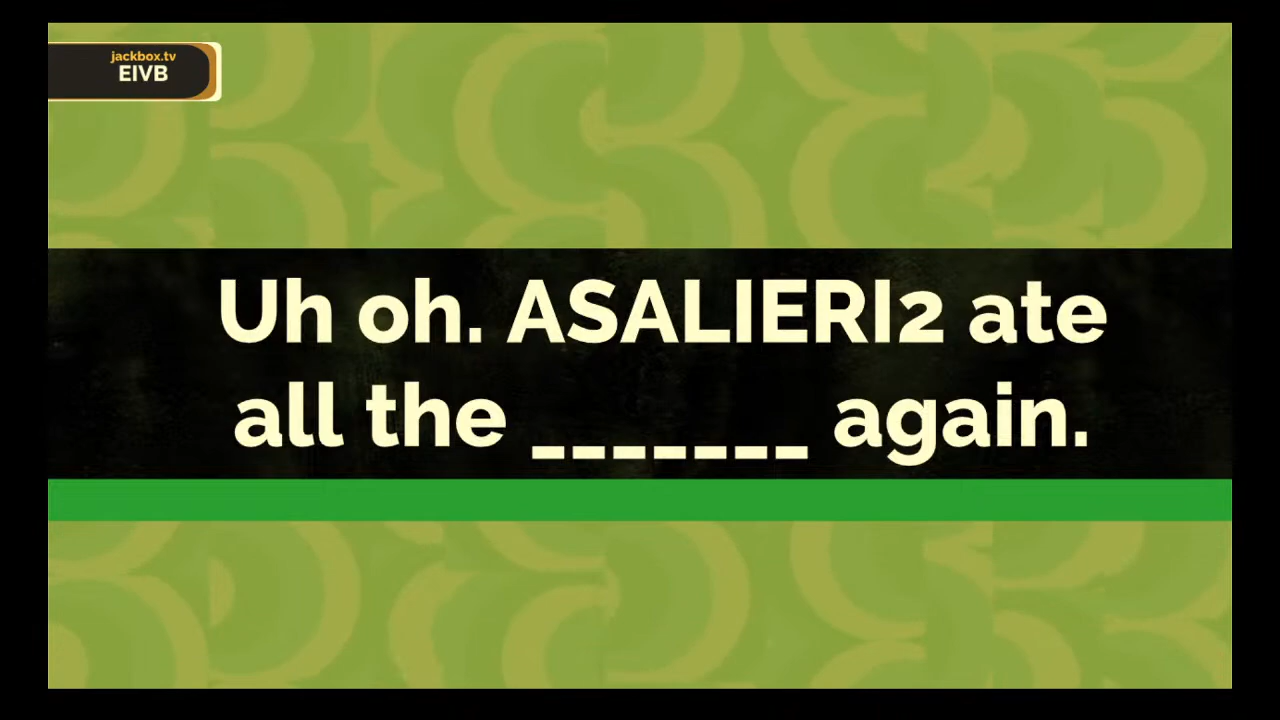 jackbox.tv
EIVB
Uh oh. ASALIERI2 ate
all the _______ again.